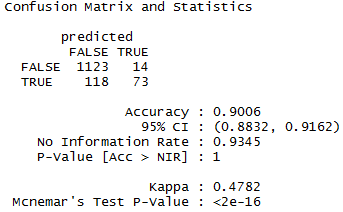 Confusion Matrix and Statistics
predicted
FALSE TRUE
FALSE 1123 14
TRUE 118 73
Accuracy : 0.9006
95% CI : (0.8832, 0.9162)
No Information Rate : 0.9345
P-Value [Acc > NIR] : 1
Kappa : 0.4782
Mcnemar's Test P-Value : <2e-16